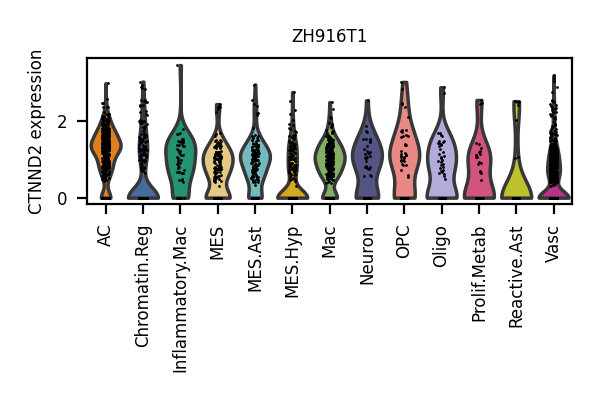 ZH916T1
CTNND2 expression
2
0
AC
Chromatin.Reg
Inflammatory.Mac
MES
MES.Ast
MES.Hyp
Mac
Neuron
OPC
Oligo
Prolif.Metab
Reactive.Ast
Vasc